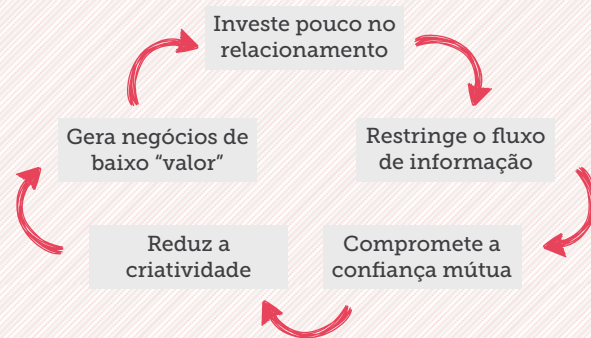 Investe pouco no
relacionamento
Restringe o fluxo
de informação
Compromete a
confiança mútua
Reduz a
criatividade
Gera negócios de
baixo “valor”